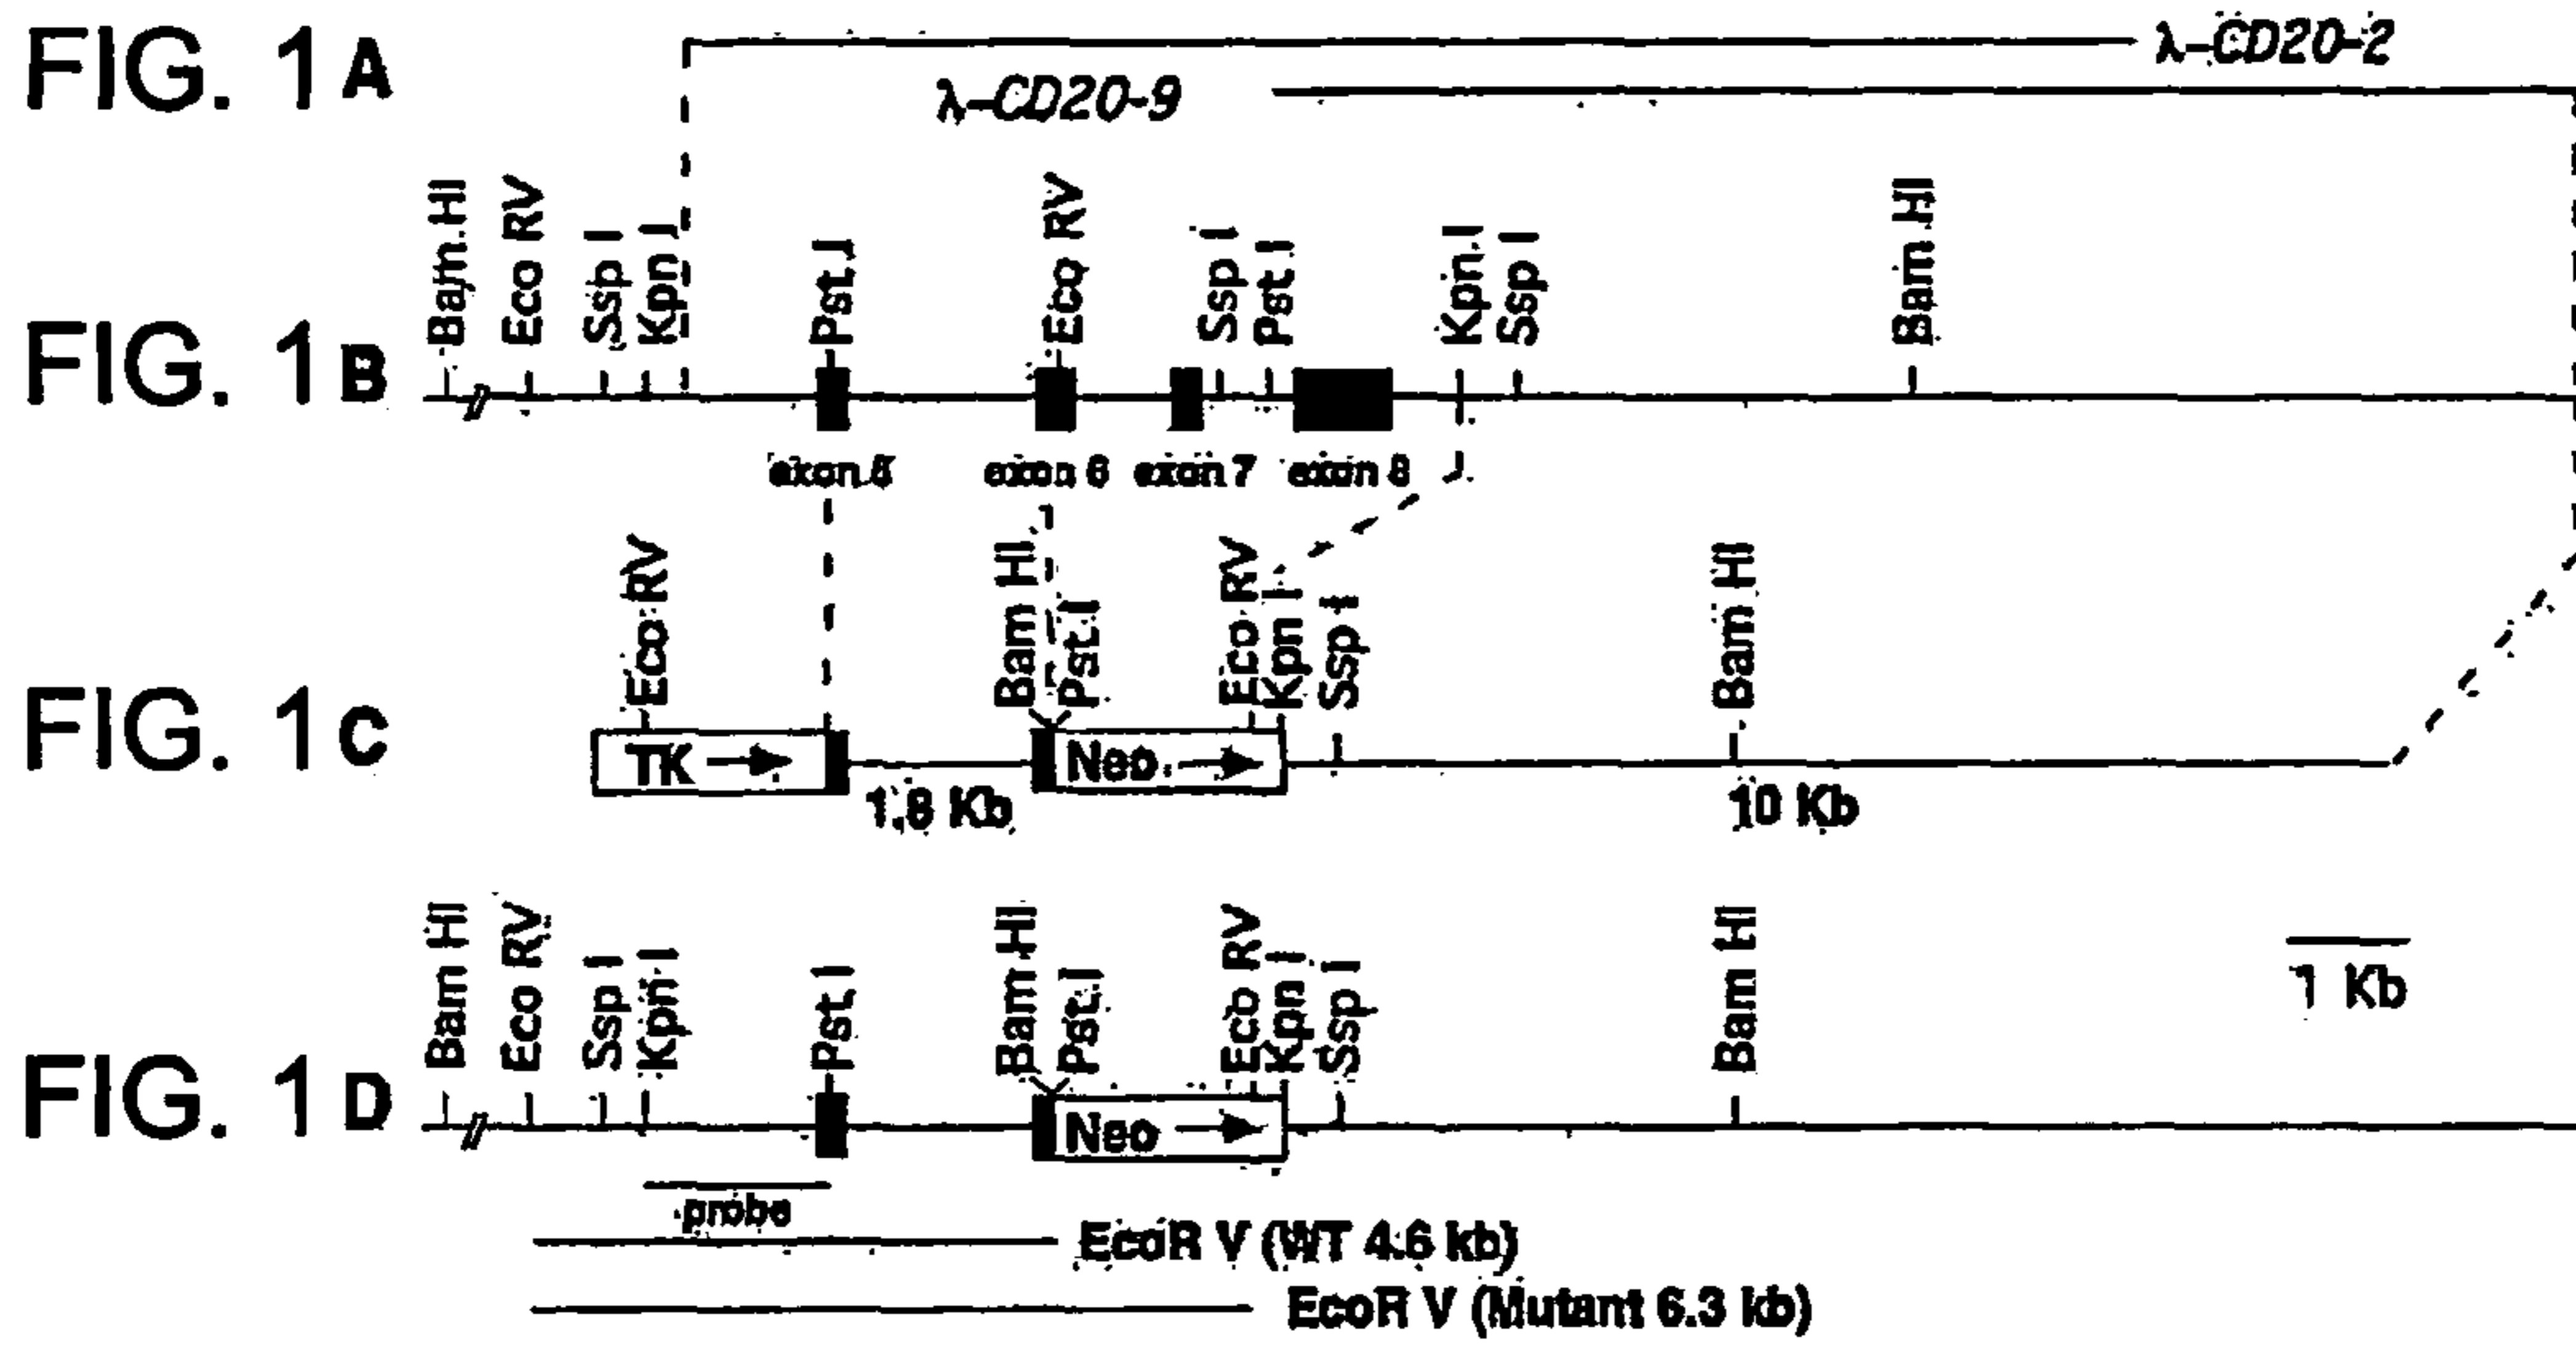 FIG. 1A
λ-CD20-2
λ-CD20-9
FIG. 1B
Bam HI
Eco RV
Ssp I
Kpn I
Pst I
Eco RV
Ssp I
Pst I
Kpn I
Ssp I
Bam HI
exon 5
exon 6
exon 7
exon 8
FIG. 1C
Eco RV
Bam HI
Pst I
Eco RV
Kpn I
Ssp I
Bam HI
TK
Neo
1.8 Kb
10 Kb
FIG. 1D
Bam HI
Eco RV
Ssp I
Kpn I
Pst I
Bam HI
Pst I
Eco RV
Kpn I
Ssp I
Bam HI
1 Kb
Neo
probe
EcoR V (WT 4.6 kb)
EcoR V (Mutant 6.3 kb)